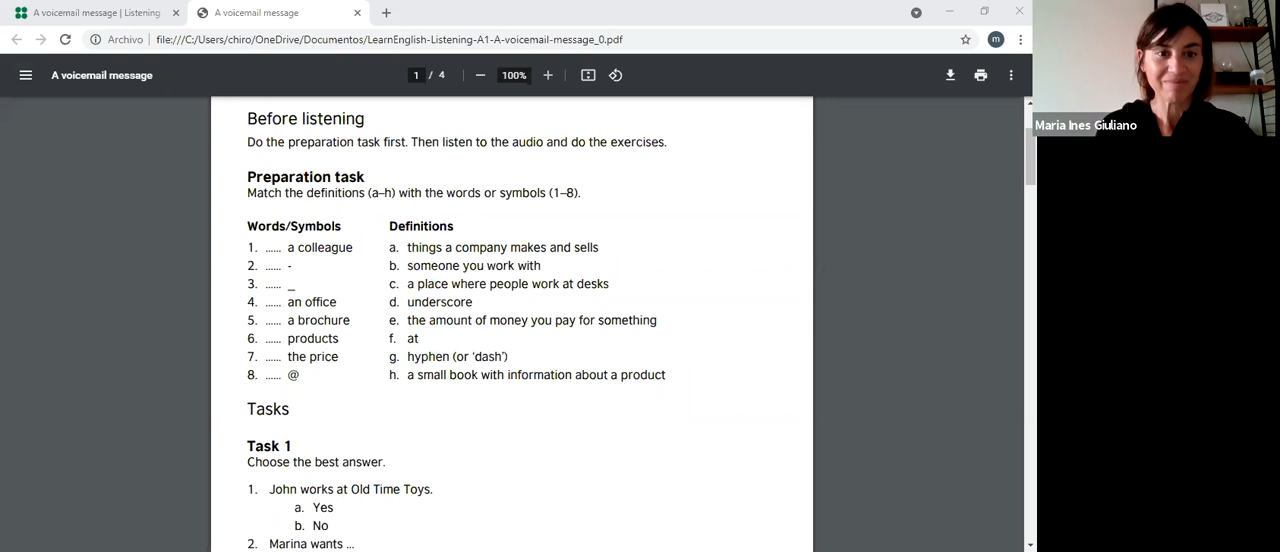 A voicemail message | Listening
A voicemail message
Archivo
file:///C:/Users/chiro/OneDrive/Documentos/LearnEnglish-Listening-A1-A-voicemail-message_0.pdf
m
A voicemail message
1 / 4
100%
Maria Ines Giuliano
Before listening
Do the preparation task first. Then listen to the audio and do the exercises.
Preparation task
Match the definitions (a–h) with the words or symbols (1–8).
Words/Symbols Definitions
1. ...... a colleague a. things a company makes and sells
2. ...... - b. someone you work with
3. ...... _ c. a place where people work at desks
4. ...... an office d. underscore
5. ...... a brochure e. the amount of money you pay for something
6. ...... products f. at
7. ...... the price g. hyphen (or ‘dash’)
8. ...... @ h. a small book with information about a product
Tasks
Task 1
Choose the best answer.
1. John works at Old Time Toys.
a. Yes
b. No
2. Marina wants ...